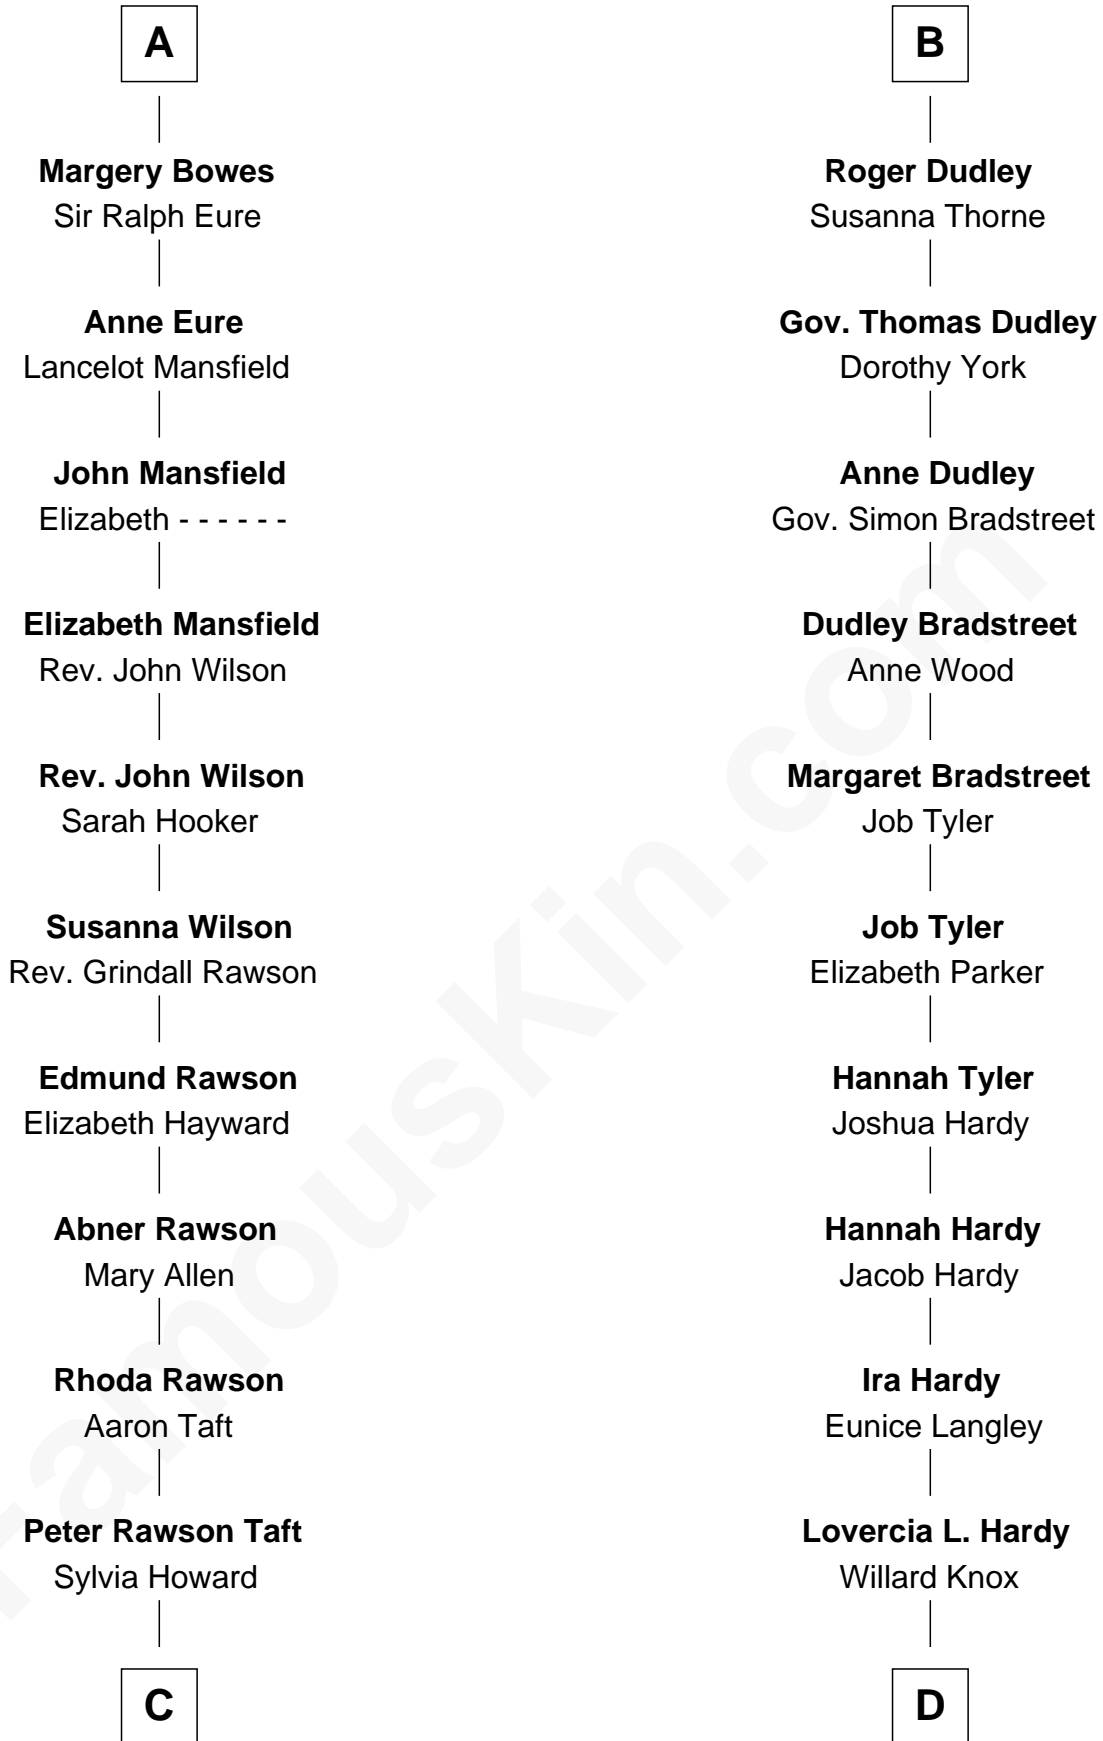 A
Margery Bowes
Sir Ralph Eure
Anne Eure
Lancelot Mansfield
John Mansfield
Elizabeth - - - - - -
Elizabeth Mansfield
Rev. John Wilson
Rev. John Wilson
Sarah Hooker
Susanna Wilson
Rev. Grindall Rawson
Edmund Rawson
Elizabeth Hayward
Abner Rawson
Mary Allen
Rhoda Rawson
Aaron Taft
Peter Rawson Taft
Sylvia Howard
C
B
Roger Dudley
Susanna Thorne
Gov. Thomas Dudley
Dorothy York
Anne Dudley
Gov. Simon Bradstreet
Dudley Bradstreet
Anne Wood
Margaret Bradstreet
Job Tyler
Job Tyler
Elizabeth Parker
Hannah Tyler
Joshua Hardy
Hannah Hardy
Jacob Hardy
Ira Hardy
Eunice Langley
Lovercia L. Hardy
Willard Knox
D
FamousKin.com